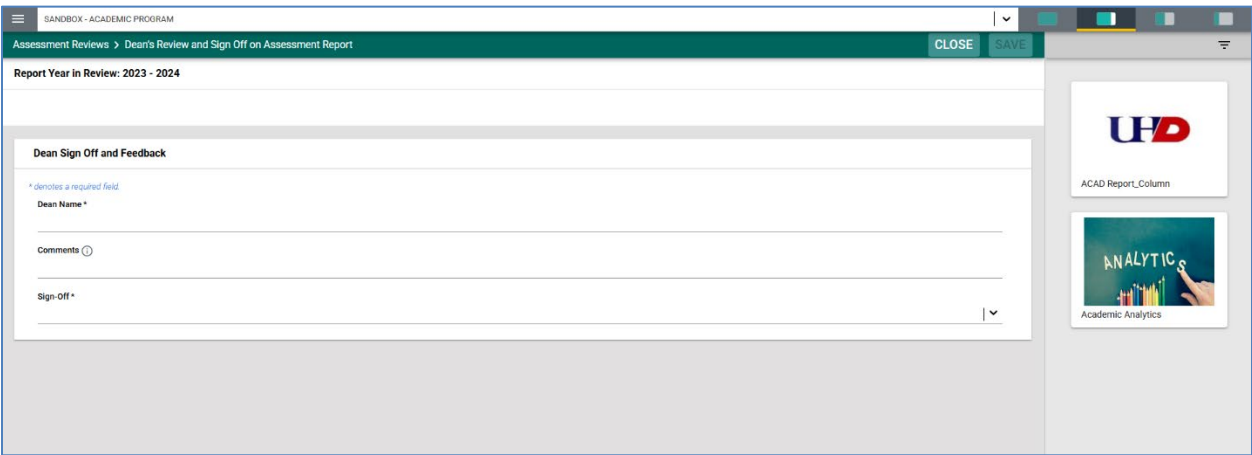 SANDBOX - ACADEMIC PROGRAM
Assessment Reviews > Dean's Review and Sign Off on Assessment Report
CLOSE SAVE
Report Year in Review: 2023 - 2024
Dean Sign Off and Feedback
* denotes a required field.
Dean Name *
Comments
Sign-Off *
UHD
ACAD Report_Column
ANALYTICS
Academic Analytics